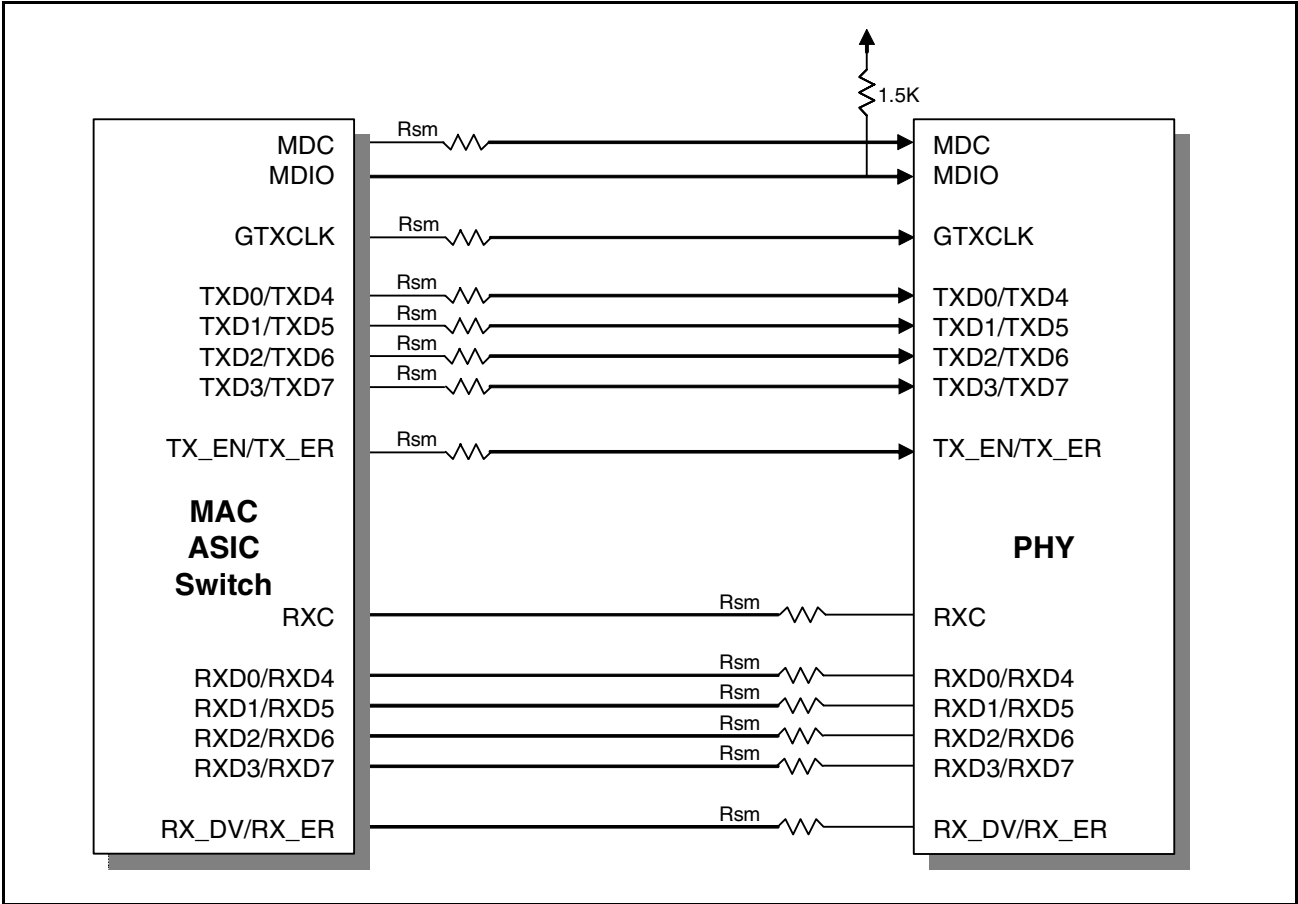 1.5K
MDC Rsm MDC
MDIO MDIO
GTXCLK Rsm GTXCLK
TXD0/TXD4 Rsm TXD0/TXD4
TXD1/TXD5 Rsm TXD1/TXD5
TXD2/TXD6 Rsm TXD2/TXD6
TXD3/TXD7 Rsm TXD3/TXD7
TX_EN/TX_ER Rsm TX_EN/TX_ER
MAC
ASIC PHY
Switch
RXC Rsm RXC
RXD0/RXD4 Rsm RXD0/RXD4
RXD1/RXD5 Rsm RXD1/RXD5
RXD2/RXD6 Rsm RXD2/RXD6
RXD3/RXD7 Rsm RXD3/RXD7
RX_DV/RX_ER Rsm RX_DV/RX_ER